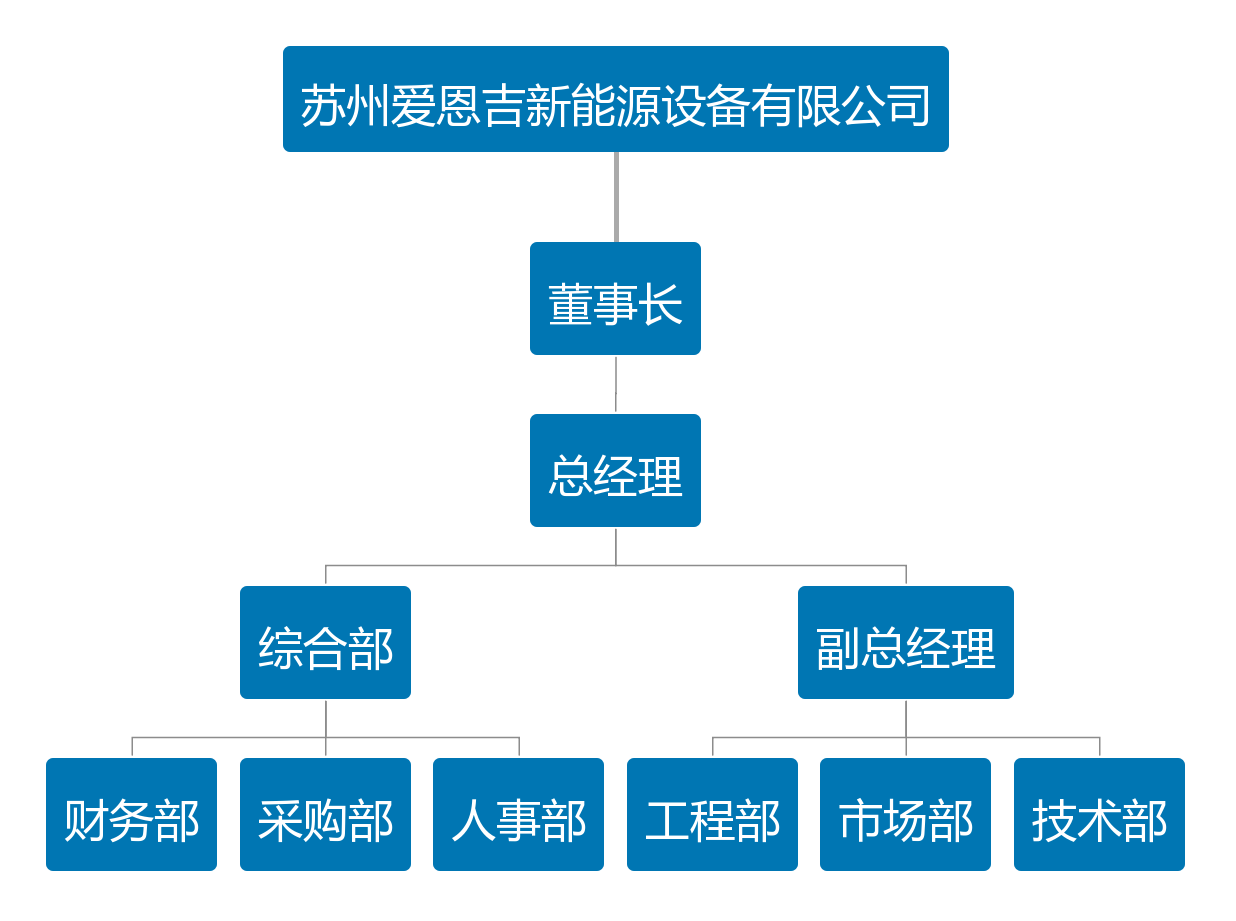 苏州爱恩吉新能源设备有限公司
董事长
总经理
综合部
副总经理
财务部
采购部
人事部
工程部
市场部
技术部